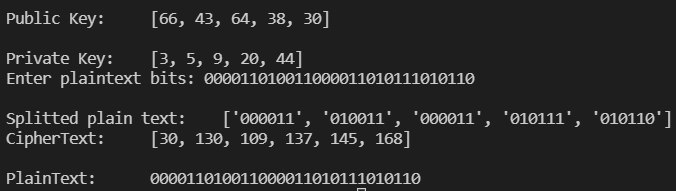 Public Key: [66, 43, 64, 38, 30]
Private Key: [3, 5, 9, 20, 44]
Enter plaintext bits: 000011010011000011010111010110
Splitted plain text: ['000011', '010011', '000011', '010111', '010110']
CipherText: [30, 130, 109, 137, 145, 168]
PlainText: 000011010011000011010111010110